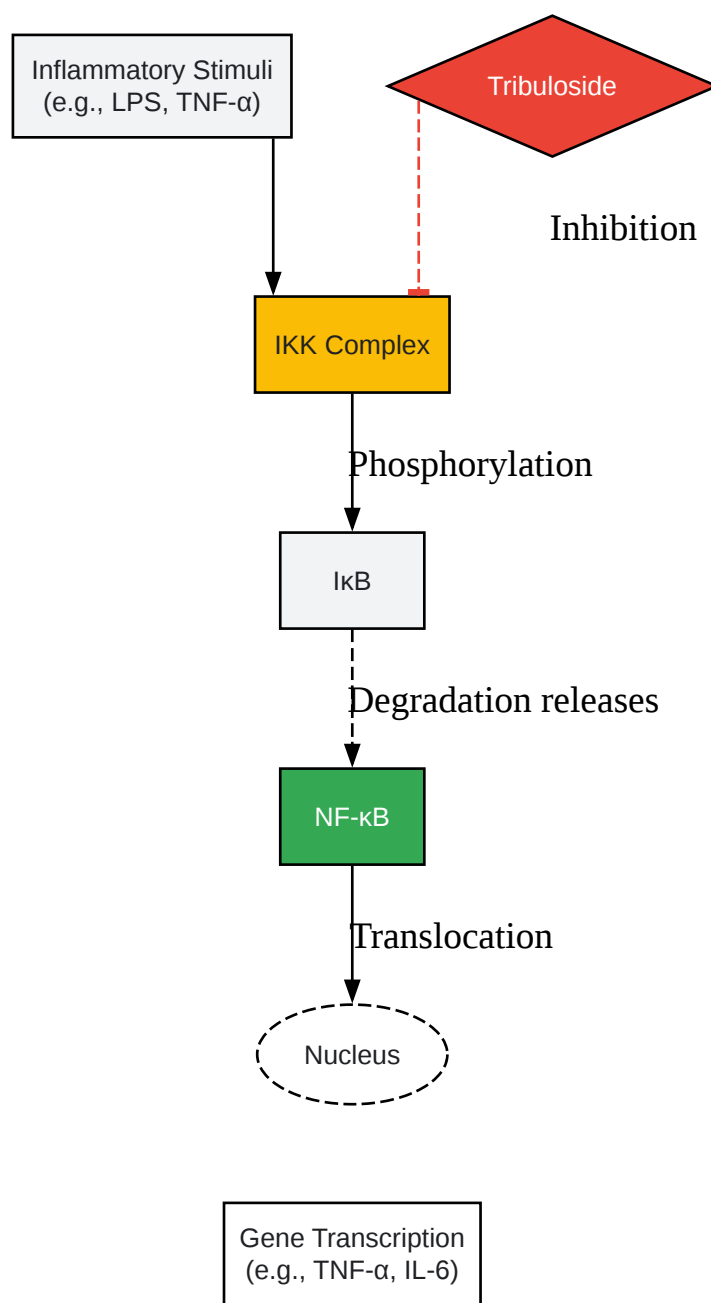 Inflammatory Stimuli
(e.g., LPS, TNF-α)
Tribuloside
Inhibition
IKK Complex
Phosphorylation
IκB
Degradation releases
NF-κB
Translocation
Nucleus
Gene Transcription
(e.g., TNF-α, IL-6)